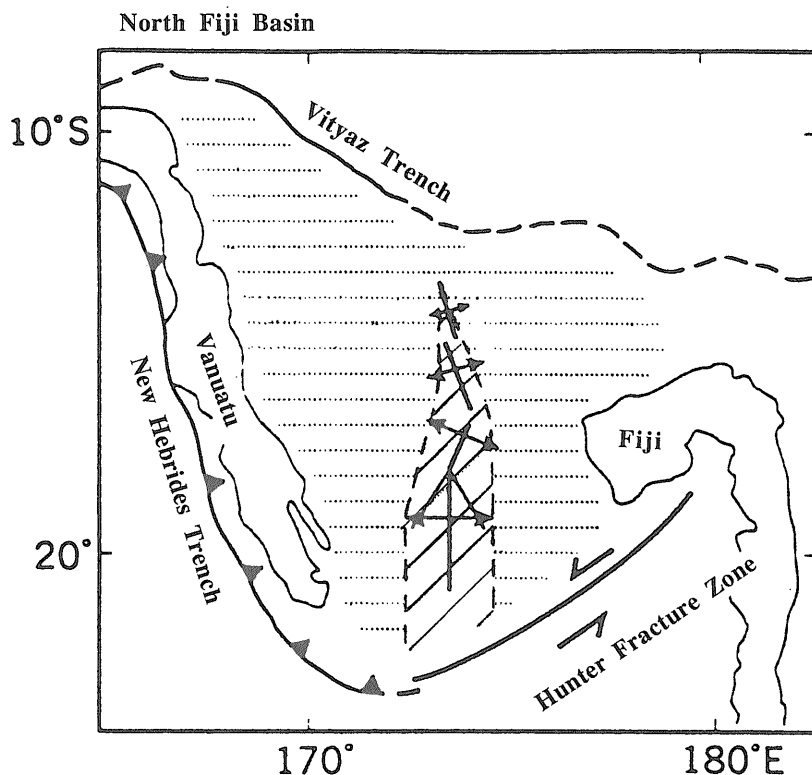 North Fiji Basin
10°S
Vityaz Trench
Vanuatu
New Hebrides Trench
Fiji
20°
Hunter Fracture Zone
170°
180°E